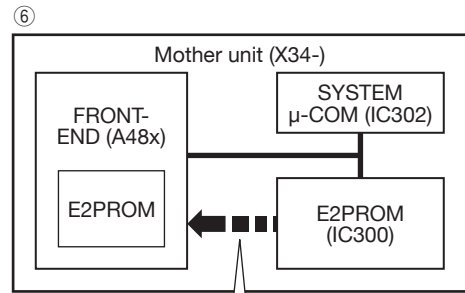 ⑥
Mother unit (X34-)
FRONT-
END (A48x)
E2PROM
SYSTEM
μ-COM (IC302)
E2PROM
(IC300)